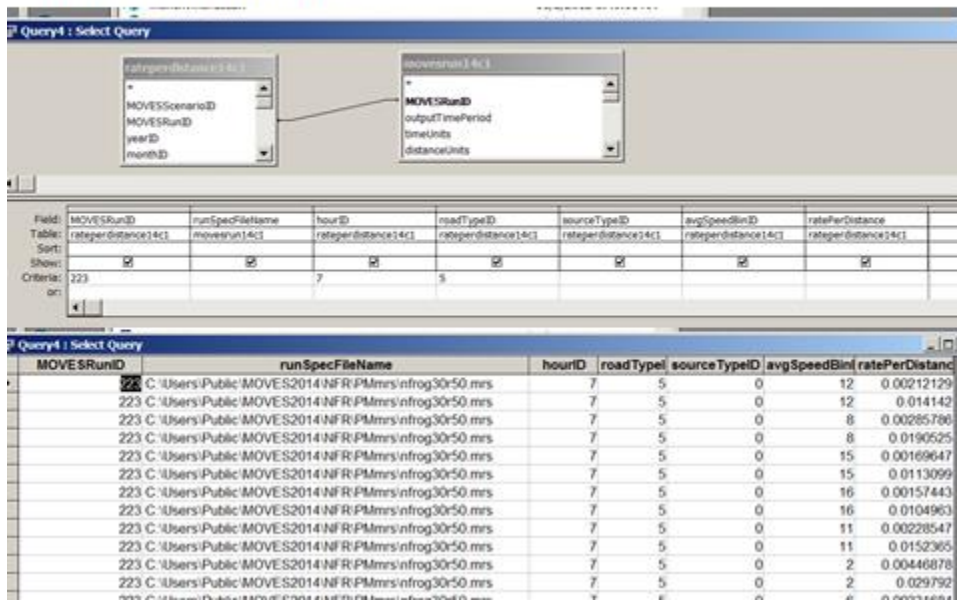 Query4 : Select Query
rateperdistance14c1
*
MOVESScenarioID
MOVESRunID
yearID
monthID
movesrun14c1
*
MOVESRunID
outputTimePeriod
timeUnits
distanceUnits
Field: MOVESRunID runSpecFileName hourID roadTypeID sourceTypeID avgSpeedBinID ratePerDistance
Table: rateperdistance14c1 movesrun14c1 rateperdistance14c1 rateperdistance14c1 rateperdistance14c1 rateperdistance14c1 rateperdistance14c1
Sort:
Show:
Criteria: 223 7 5
or:
Query4 : Select Query
MOVESRunID runSpecFileName hourID roadTypeI sourceTypeID avgSpeedBinI ratePerDistanc
223 C:\Users\Public\MOVES2014\NFR\PMmrs\nfrog30r50.mrs 7 5 0 12 0.00212129
223 C:\Users\Public\MOVES2014\NFR\PMmrs\nfrog30r50.mrs 7 5 0 12 0.014142
223 C:\Users\Public\MOVES2014\NFR\PMmrs\nfrog30r50.mrs 7 5 0 8 0.00285786
223 C:\Users\Public\MOVES2014\NFR\PMmrs\nfrog30r50.mrs 7 5 0 8 0.0190525
223 C:\Users\Public\MOVES2014\NFR\PMmrs\nfrog30r50.mrs 7 5 0 15 0.00169647
223 C:\Users\Public\MOVES2014\NFR\PMmrs\nfrog30r50.mrs 7 5 0 15 0.0113099
223 C:\Users\Public\MOVES2014\NFR\PMmrs\nfrog30r50.mrs 7 5 0 16 0.00157443
223 C:\Users\Public\MOVES2014\NFR\PMmrs\nfrog30r50.mrs 7 5 0 16 0.0104963
223 C:\Users\Public\MOVES2014\NFR\PMmrs\nfrog30r50.mrs 7 5 0 11 0.00228547
223 C:\Users\Public\MOVES2014\NFR\PMmrs\nfrog30r50.mrs 7 5 0 11 0.0152365
223 C:\Users\Public\MOVES2014\NFR\PMmrs\nfrog30r50.mrs 7 5 0 2 0.00446878
223 C:\Users\Public\MOVES2014\NFR\PMmrs\nfrog30r50.mrs 7 5 0 2 0.029792